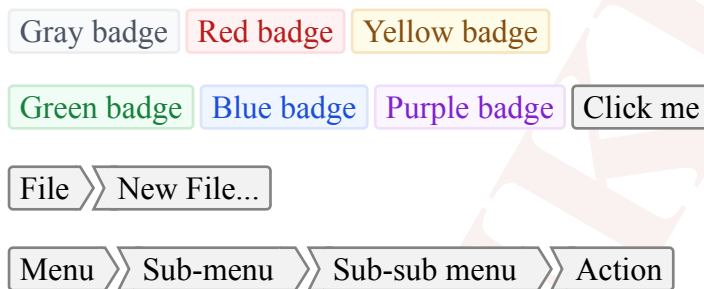 Gray badge Red badge Yellow badge
Green badge Blue badge Purple badge Click me
File New File...
Menu Sub-menu Sub-sub menu Action